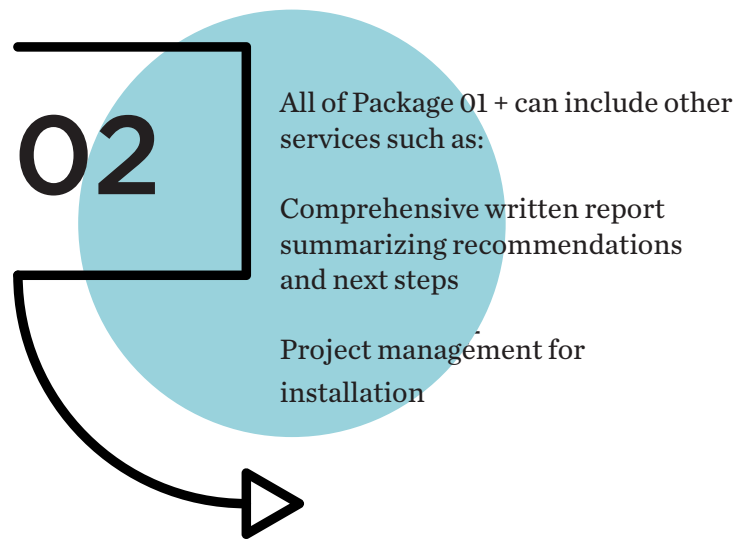 02
All of Package 01 + can include other
services such as:
Comprehensive written report
summarizing recommendations
and next steps
Project management for
installation